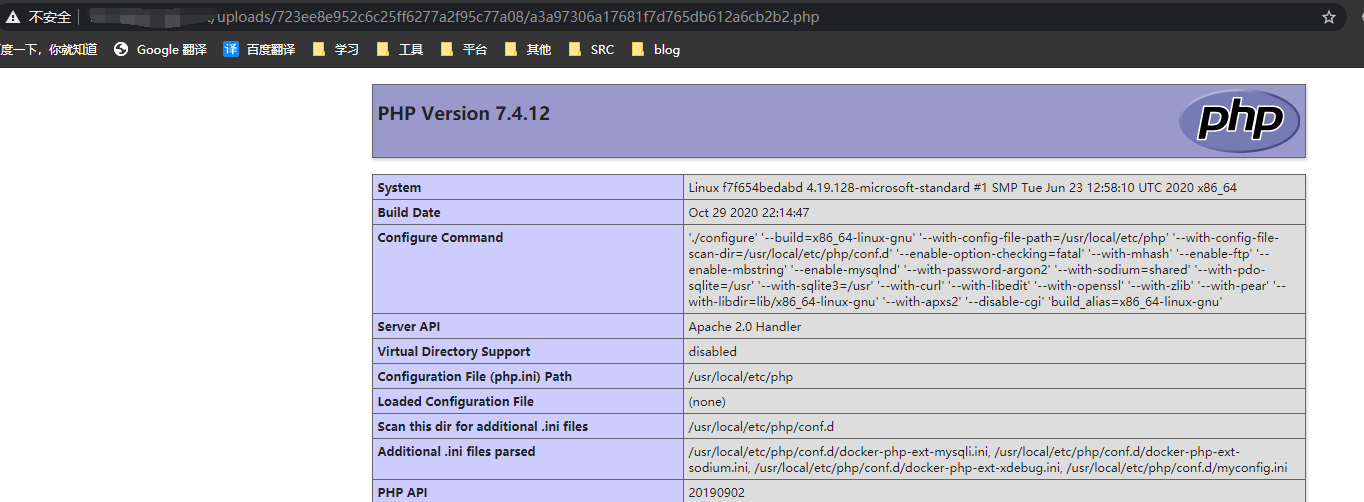 不安全 /uploads/723ee8e952c6c25ff6277a2f95c77a08/a3a97306a17681f7d765db612a6cb2b2.php
度一下，你就知道 Google 翻译 译 百度翻译 学习 工具 平台 其他 SRC blog
PHP Version 7.4.12 php
System Linux f7f654bedabd 4.19.128-microsoft-standard #1 SMP Tue Jun 23 12:58:10 UTC 2020 x86_64
Build Date Oct 29 2020 22:14:47
Configure Command './configure' '--build=x86_64-linux-gnu' '--with-config-file-path=/usr/local/etc/php' '--with-config-file-
scan-dir=/usr/local/etc/php/conf.d' '--enable-option-checking=fatal' '--with-mhash' '--enable-ftp' '--
enable-mbstring' '--enable-mysqlnd' '--with-password-argon2' '--with-sodium=shared' '--with-pdo-
sqlite=/usr' '--with-sqlite3=/usr' '--with-curl' '--with-libedit' '--with-openssl' '--with-zlib' '--with-pear' '--
with-libdir=lib/x86_64-linux-gnu' '--with-apxs2' '--disable-cgi' 'build_alias=x86_64-linux-gnu'
Server API Apache 2.0 Handler
Virtual Directory Support disabled
Configuration File (php.ini) Path /usr/local/etc/php
Loaded Configuration File (none)
Scan this dir for additional .ini files /usr/local/etc/php/conf.d
Additional .ini files parsed /usr/local/etc/php/conf.d/docker-php-ext-mysqli.ini, /usr/local/etc/php/conf.d/docker-php-ext-
sodium.ini, /usr/local/etc/php/conf.d/docker-php-ext-xdebug.ini, /usr/local/etc/php/conf.d/myconfig.ini
PHP API 20190902